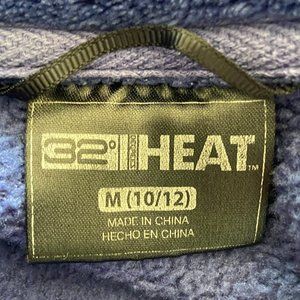 32° HEAT™
M (10/12)
MADE IN CHINA
HECHO EN CHINA